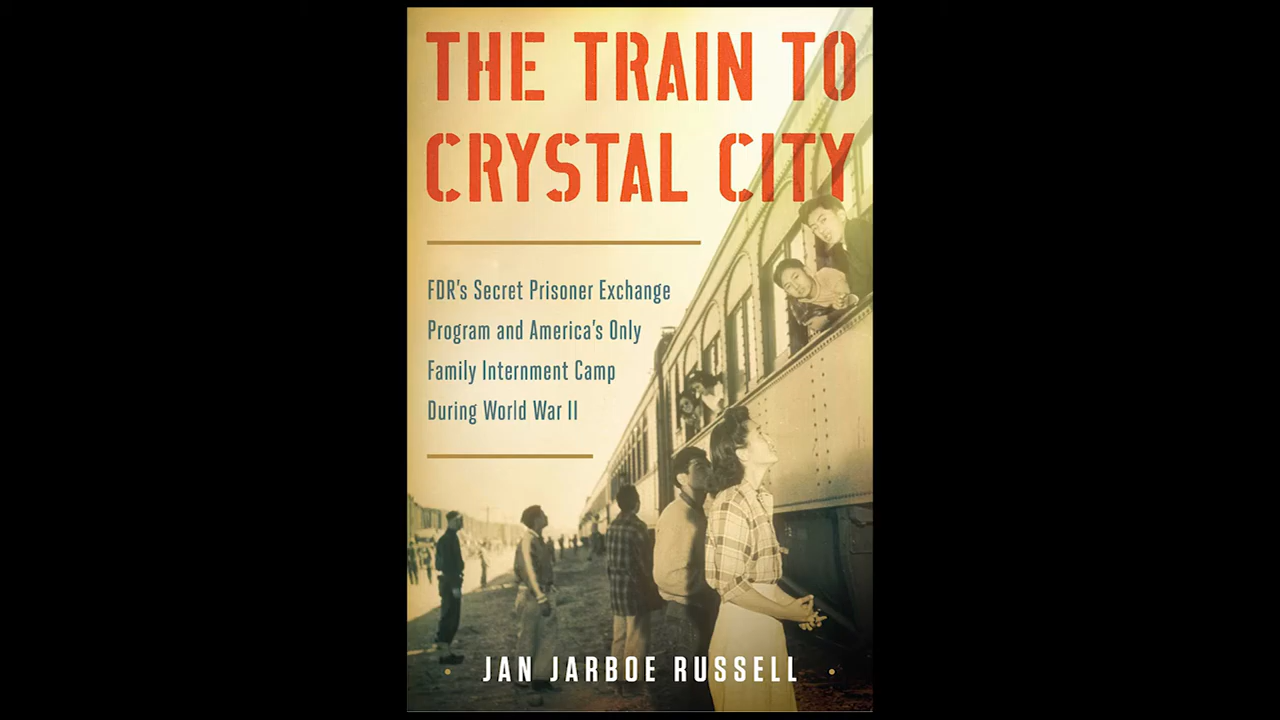 THE TRAIN TO
CRYSTAL CITY
FDR's Secret Prisoner Exchange
Program and America's Only
Family Internment Camp
During World War II
JAN JARBOE RUSSELL